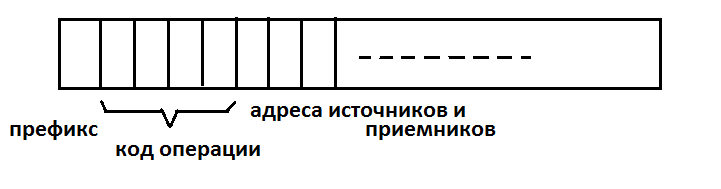 адреса источников и
приемников
префикс
код операции